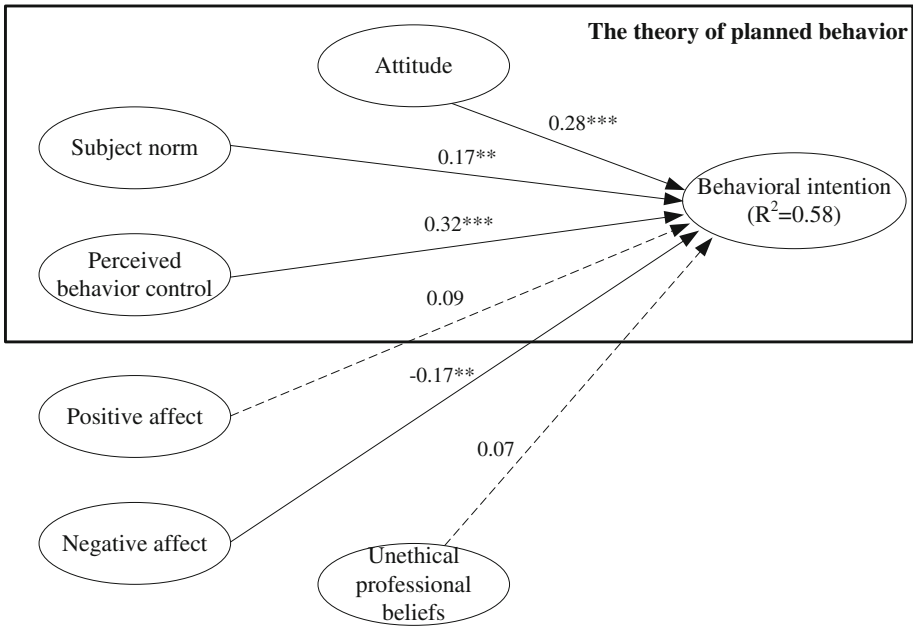 The theory of planned behavior
Attitude
0.28***
Subject norm
0.17**
Behavioral intention
(R²=0.58)
0.32***
Perceived
behavior control
0.09
-0.17**
Positive affect
0.07
Negative affect
Unethical
professional
beliefs